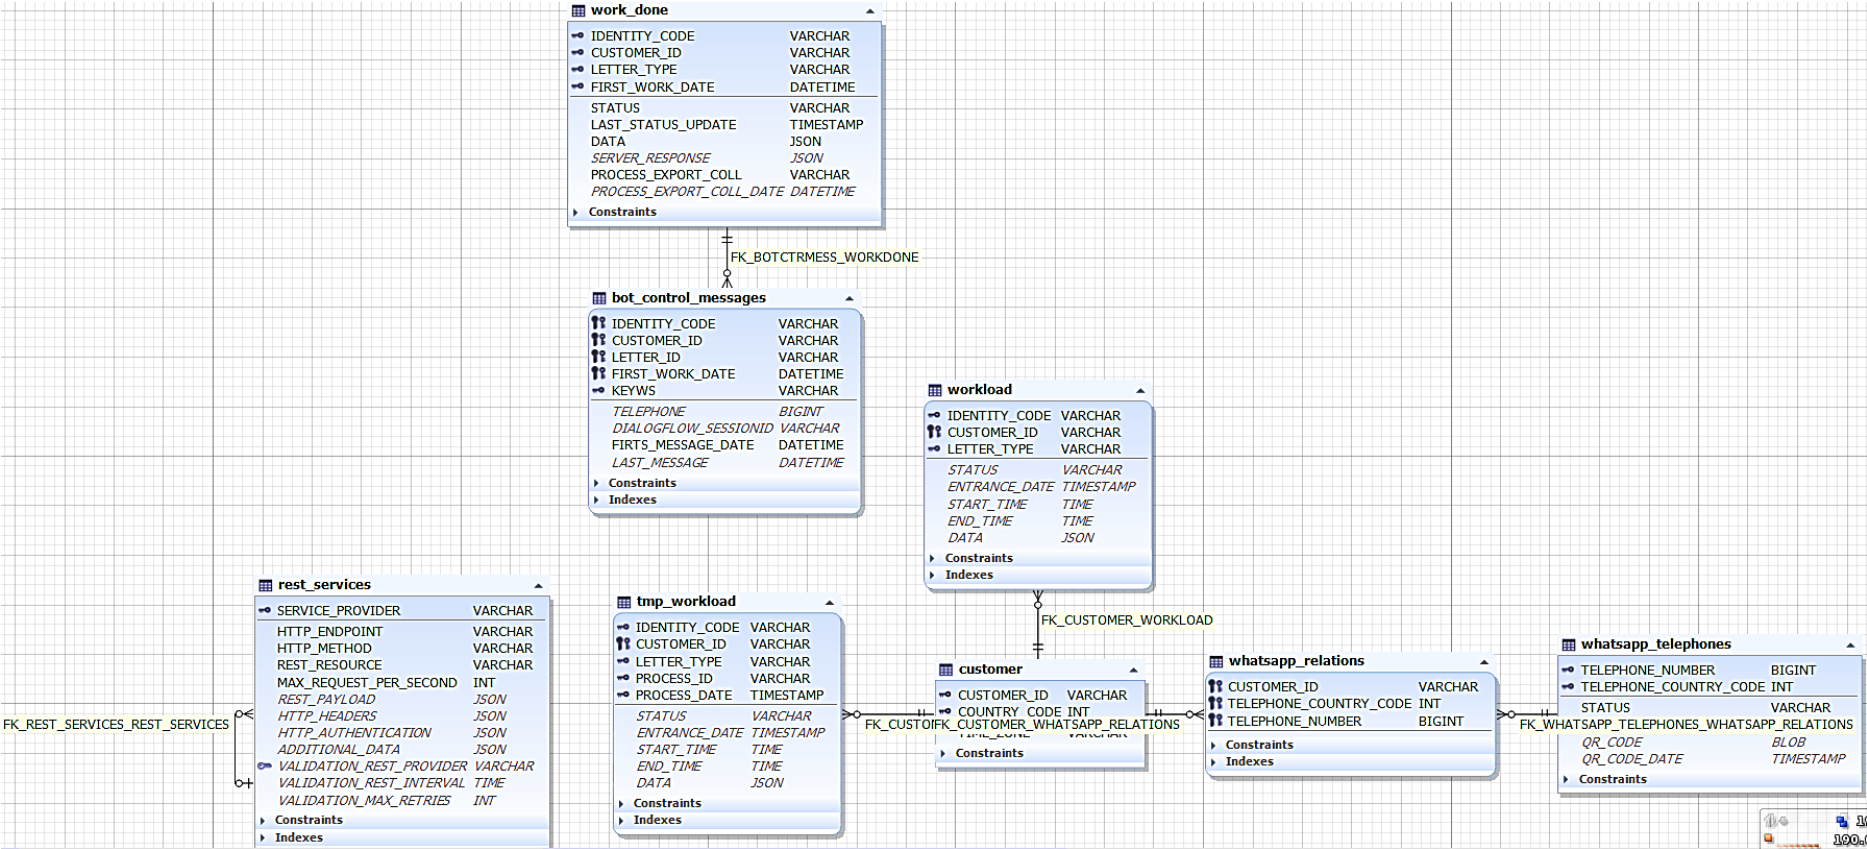 work_done
IDENTITY_CODE VARCHAR
CUSTOMER_ID VARCHAR
LETTER_TYPE VARCHAR
FIRST_WORK_DATE DATETIME
STATUS VARCHAR
LAST_STATUS_UPDATE TIMESTAMP
DATA JSON
SERVER_RESPONSE JSON
PROCESS_EXPORT_COLL VARCHAR
PROCESS_EXPORT_COLL_DATE DATETIME
Constraints
FK_BOTCTRMESS_WORKDONE
bot_control_messages
IDENTITY_CODE VARCHAR
CUSTOMER_ID VARCHAR
LETTER_ID VARCHAR
FIRST_WORK_DATE DATETIME
KEYWS VARCHAR
TELEPHONE BIGINT
DIALOGFLOW_SESSIONID VARCHAR
FIRTS_MESSAGE_DATE DATETIME
LAST_MESSAGE DATETIME
Constraints
Indexes
workload
IDENTITY_CODE VARCHAR
CUSTOMER_ID VARCHAR
LETTER_TYPE VARCHAR
STATUS VARCHAR
ENTRANCE_DATE TIMESTAMP
START_TIME TIME
END_TIME TIME
DATA JSON
Constraints
Indexes
FK_CUSTOMER_WORKLOAD
rest_services
SERVICE_PROVIDER VARCHAR
HTTP_ENDPOINT VARCHAR
HTTP_METHOD VARCHAR
REST_RESOURCE VARCHAR
MAX_REQUEST_PER_SECOND INT
REST_PAYLOAD JSON
HTTP_HEADERS JSON
HTTP_AUTHENTICATION JSON
ADDITIONAL_DATA JSON
VALIDATION_REST_PROVIDER VARCHAR
VALIDATION_REST_INTERVAL TIME
VALIDATION_MAX_RETRIES INT
Constraints
Indexes
FK_REST_SERVICES_REST_SERVICES
tmp_workload
IDENTITY_CODE VARCHAR
CUSTOMER_ID VARCHAR
LETTER_TYPE VARCHAR
PROCESS_ID VARCHAR
PROCESS_DATE TIMESTAMP
STATUS VARCHAR
ENTRANCE_DATE TIMESTAMP
START_TIME TIME
END_TIME TIME
DATA JSON
Constraints
Indexes
customer
CUSTOMER_ID VARCHAR
COUNTRY_CODE INT
FK_CUSTOMER_WHATSAPP_RELATIONS
TIME_ZONE VARCHAR
Constraints
whatsapp_relations
CUSTOMER_ID VARCHAR
TELEPHONE_COUNTRY_CODE INT
TELEPHONE_NUMBER BIGINT
Constraints
Indexes
whatsapp_telephones
TELEPHONE_NUMBER BIGINT
TELEPHONE_COUNTRY_CODE INT
STATUS VARCHAR
FK_WHATSAPP_TELEPHONES_WHATSAPP_RELATIONS
QR_CODE BLOB
QR_CODE_DATE TIMESTAMP
Constraints